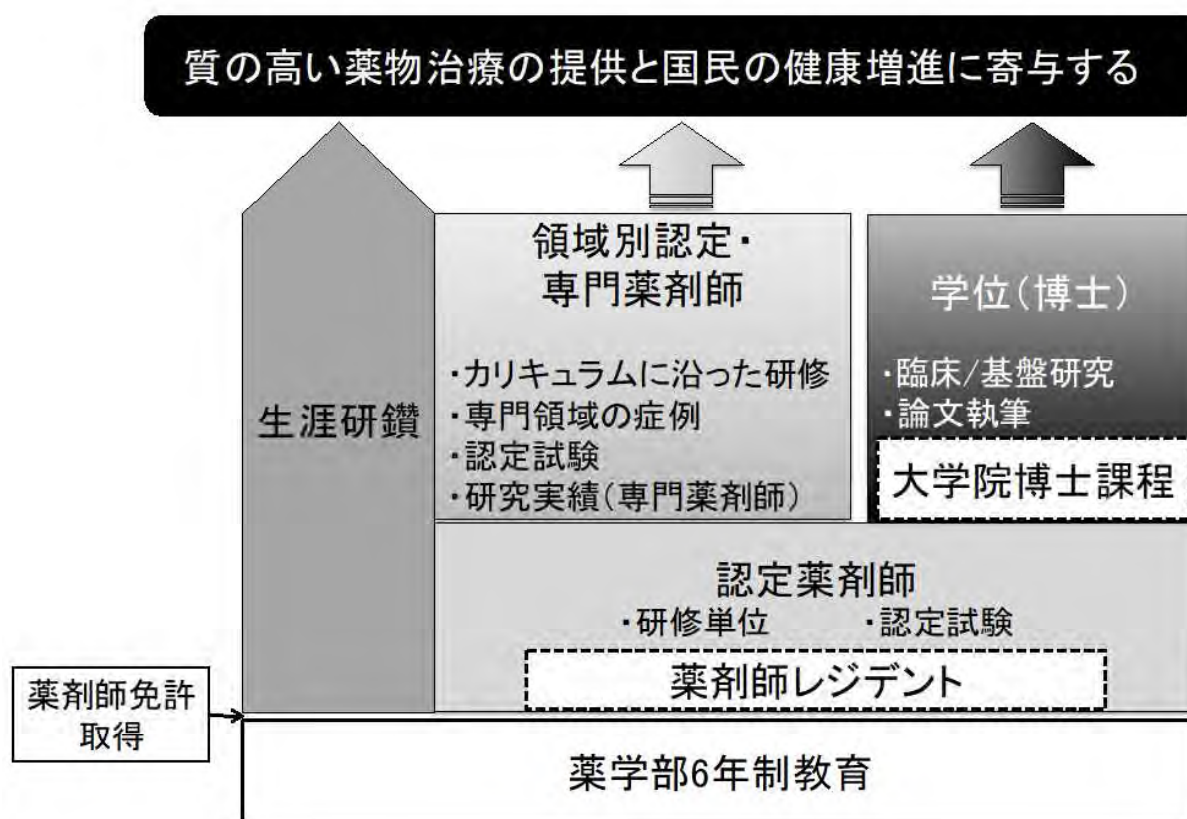 質の高い薬物治療の提供と国民の健康増進に寄与する
生涯研鑽
領域別認定・
専門薬剤師
・カリキュラムに沿った研修
・専門領域の症例
・認定試験
・研究実績(専門薬剤師)
学位(博士)
・臨床/基盤研究
・論文執筆
大学院博士課程
認定薬剤師
・研修単位 ・認定試験
薬剤師レジデント
薬剤師免許
取得
薬学部6年制教育